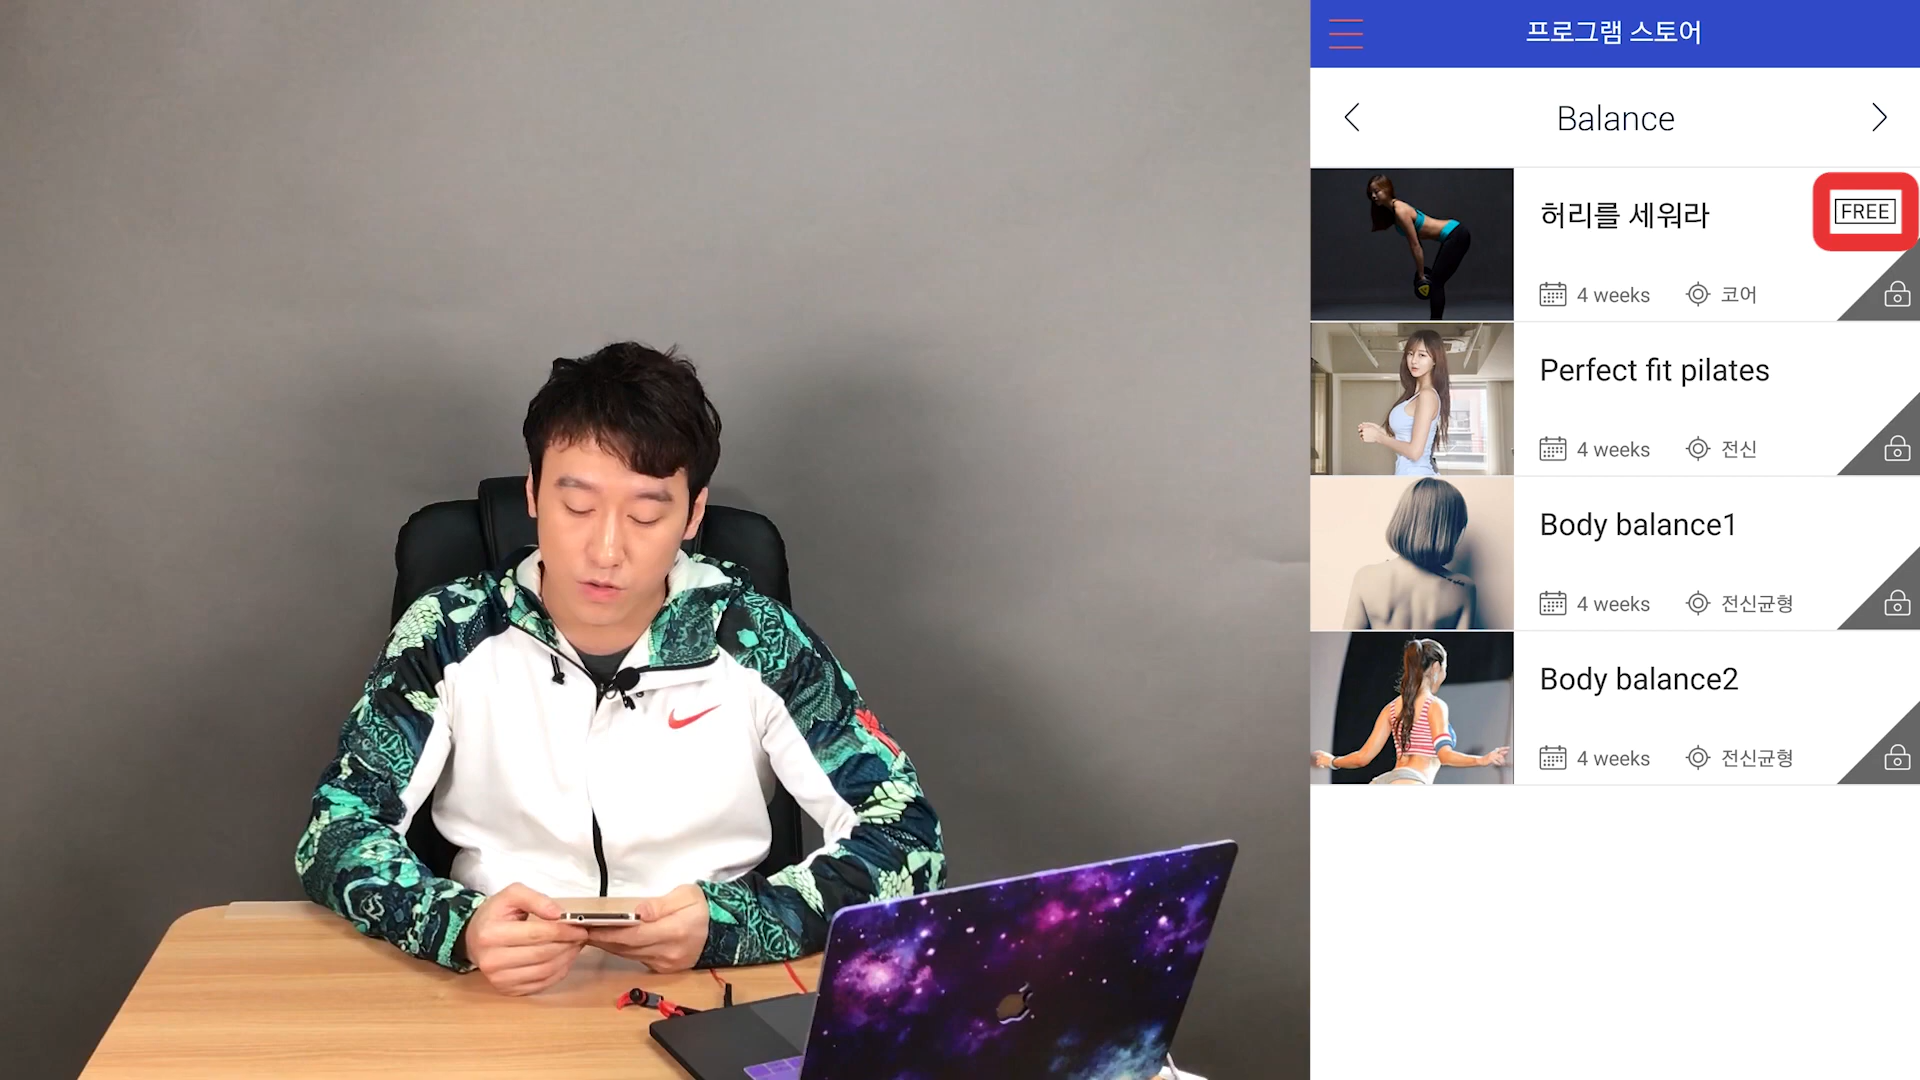 프로그램 스토어
Balance
허리를 세워라
FREE
4 weeks 코어
Perfect fit pilates
4 weeks 전신
Body balance1
4 weeks 전신균형
Body balance2
4 weeks 전신균형